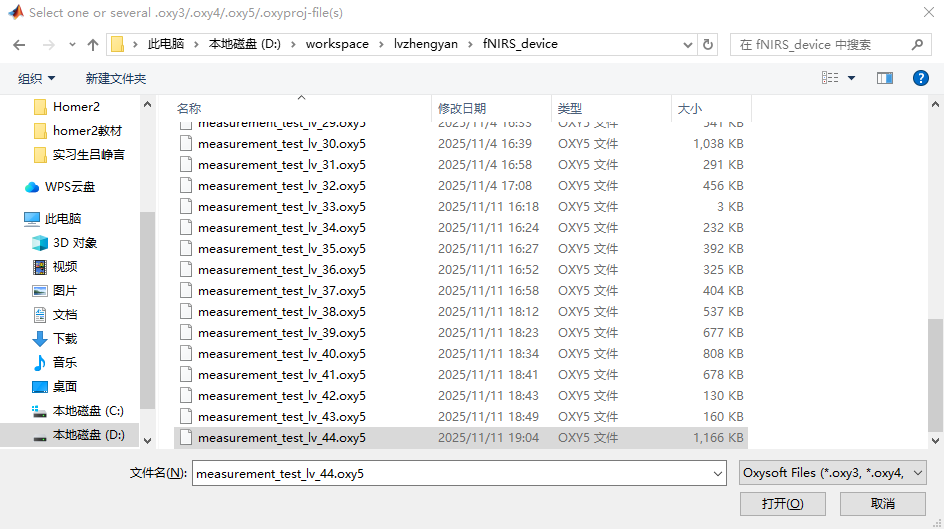 Select one or several .oxy3/.oxy4/.oxy5/.oxyproj-file(s)
此电脑 > 本地磁盘 (D:) > workspace > lvzhengyan > fNIRS_device
在 fNIRS_device 中搜索
组织 新建文件夹
Homer2
homer2教材
实习生吕峥言
WPS云盘
此电脑
3D 对象
视频
图片
文档
下载
音乐
桌面
本地磁盘 (C:)
本地磁盘 (D:)
名称 修改日期 类型 大小
measurement_test_lv_29.oxy5 2025/11/4 16:33 OXY5 文件 541 KB
measurement_test_lv_30.oxy5 2025/11/4 16:39 OXY5 文件 1,038 KB
measurement_test_lv_31.oxy5 2025/11/4 16:58 OXY5 文件 291 KB
measurement_test_lv_32.oxy5 2025/11/4 17:08 OXY5 文件 456 KB
measurement_test_lv_33.oxy5 2025/11/11 16:18 OXY5 文件 3 KB
measurement_test_lv_34.oxy5 2025/11/11 16:24 OXY5 文件 232 KB
measurement_test_lv_35.oxy5 2025/11/11 16:27 OXY5 文件 392 KB
measurement_test_lv_36.oxy5 2025/11/11 16:52 OXY5 文件 325 KB
measurement_test_lv_37.oxy5 2025/11/11 16:58 OXY5 文件 404 KB
measurement_test_lv_38.oxy5 2025/11/11 18:12 OXY5 文件 537 KB
measurement_test_lv_39.oxy5 2025/11/11 18:23 OXY5 文件 677 KB
measurement_test_lv_40.oxy5 2025/11/11 18:34 OXY5 文件 808 KB
measurement_test_lv_41.oxy5 2025/11/11 18:41 OXY5 文件 678 KB
measurement_test_lv_42.oxy5 2025/11/11 18:43 OXY5 文件 130 KB
measurement_test_lv_43.oxy5 2025/11/11 18:49 OXY5 文件 160 KB
measurement_test_lv_44.oxy5 2025/11/11 19:04 OXY5 文件 1,166 KB
文件名(N): measurement_test_lv_44.oxy5 Oxysoft Files (*.oxy3, *.oxy4,
打开(O) 取消